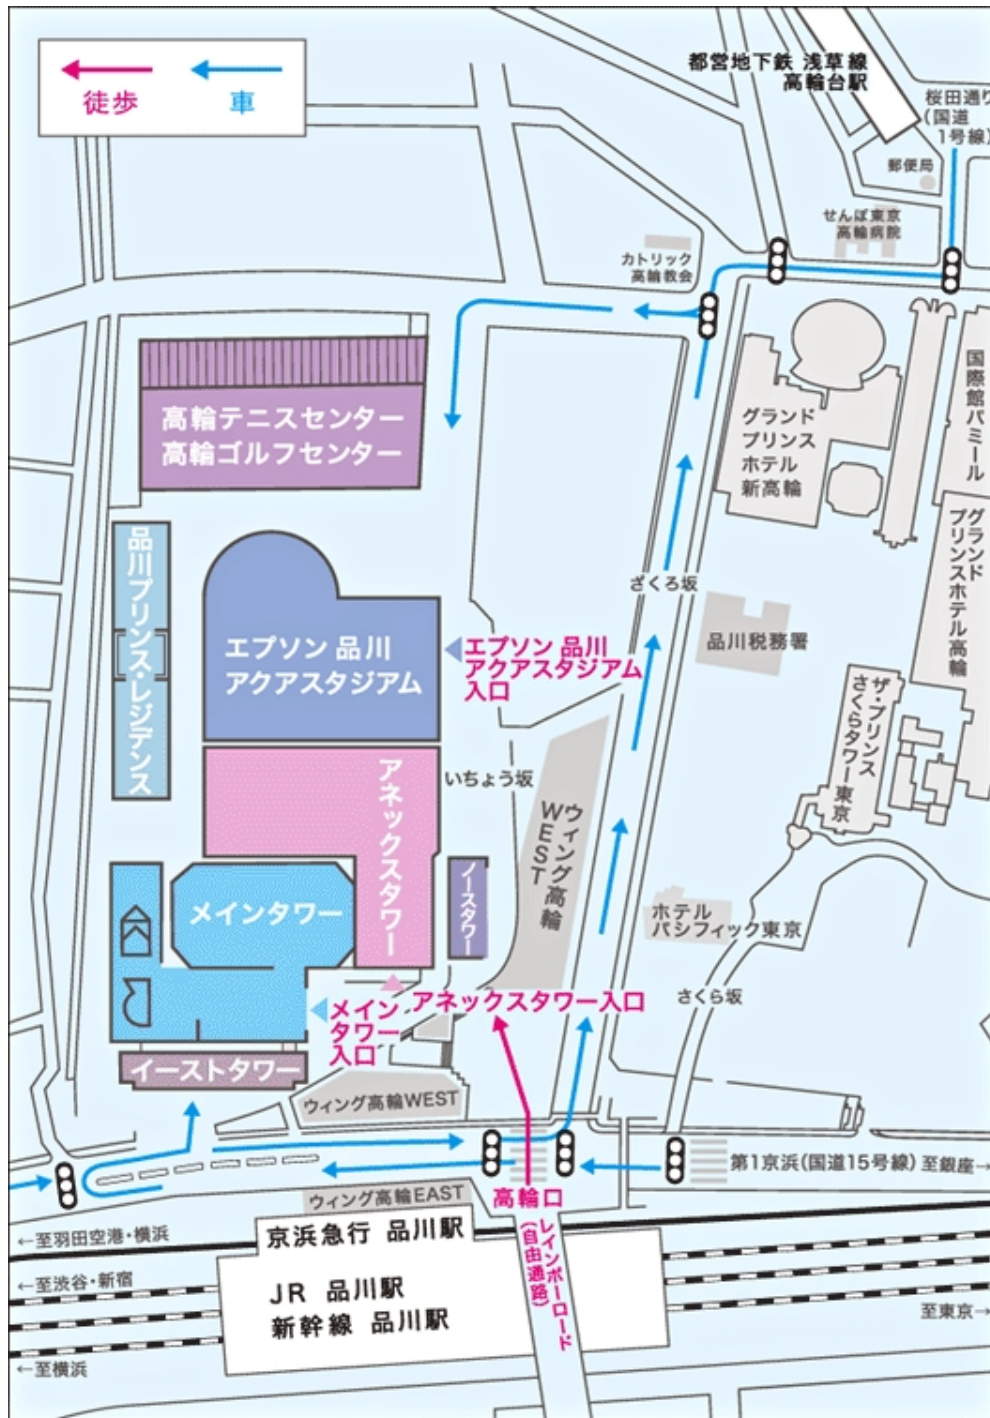 徒歩
車
都営地下鉄 浅草線
高輪台駅
桜田通り
(国道
1号線)
郵便局
せんぽ東京
高輪病院
カトリック
高輪教会
高輪テニスセンター
高輪ゴルフセンター
グランド
プリンス
ホテル
新高輪
国際館パミール
グランド
プリンスホテル高輪
品川プリンス・レジデンス
エプソン 品川
アクアスタジアム
エプソン 品川
アクアスタジアム
入口
ざくろ坂
品川税務署
ザ・プリンス
さくらタワー東京
アネックスタワー
いちょう坂
ウィング高輪
WEST
ノースタワー
メインタワー
ホテル
パシフィック東京
さくら坂
アネックスタワー入口
メイン
タワー
入口
イーストタワー
ウィング高輪WEST
第1京浜(国道15号線) 至銀座→
ウィング高輪EAST
高輪口
レインボーロード
(自由通路)
←至羽田空港・横浜
京浜急行 品川駅
←至渋谷・新宿
JR 品川駅
新幹線 品川駅
至東京→
←至横浜